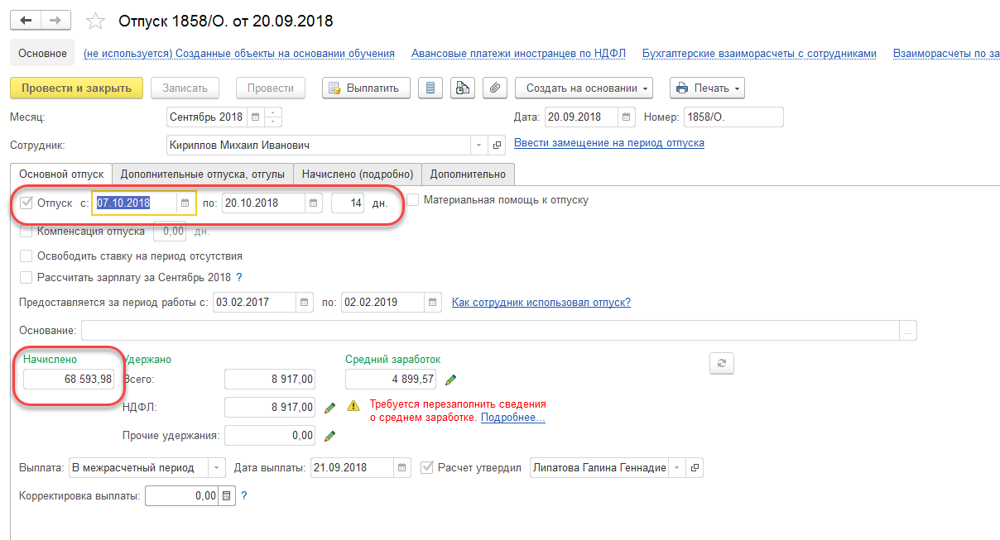 Отпуск 1858/О. от 20.09.2018
Основное (не используется) Созданные объекты на основании обучения Авансовые платежи иностранцев по НДФЛ Бухгалтерские взаиморасчеты с сотрудниками Взаиморасчеты по за
Провести и закрыть Записать Провести Выплатить Создать на основании Печать
Месяц: Сентябрь 2018 Дата: 20.09.2018 Номер: 1858/О.
Сотрудник: Кириллов Михаил Иванович Ввести замещение на период отпуска
Основной отпуск Дополнительные отпуска, отгулы Начислено (подробно) Дополнительно
Отпуск с: 07.10.2018 по: 20.10.2018 14 дн. Материальная помощь к отпуску
Компенсация отпуска 0,00 дн.
Освободить ставку на период отсутствия
Рассчитать зарплату за Сентябрь 2018 ?
Предоставляется за период работы с: 03.02.2017 по: 02.02.2019 Как сотрудник использовал отпуск?
Основание: ...
Начислено Удержано Средний заработок
68 593,98 Всего: 8 917,00 4 899,57
НДФЛ: 8 917,00 Требуется перезаполнить сведения
о среднем заработке. Подробнее...
Прочие удержания: 0,00
Выплата: В межрасчетный период Дата выплаты: 21.09.2018 Расчет утвердил Липатова Галина Геннадие
Корректировка выплаты: 0,00 ?